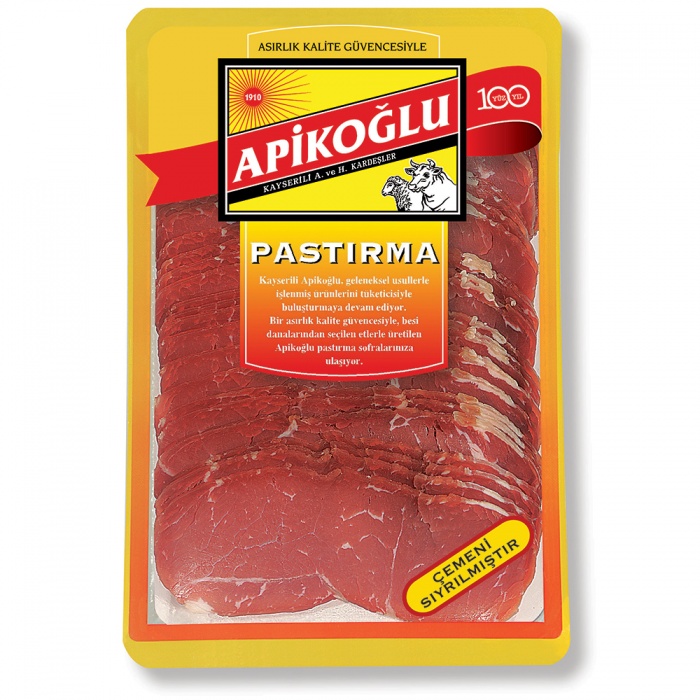 ASIRLIK KALİTE GÜVENCESİYLE
1910
APİKOĞLU
KAYSERİLİ A. ve H. KARDEŞLER
100
YÜZ YIL
PASTIRMA
Kayserili Apikoğlu, geleneksel usullerle
işlenmiş ürünlerini tüketicisiyle
buluşturmaya devam ediyor.
Bir asırlık kalite güvencesiyle, besi
danalarından seçilen etlerle üretilen
Apikoğlu pastırma sofralarınıza
ulaşıyor.
ÇEMENİ
SIYRILMIŞTIR